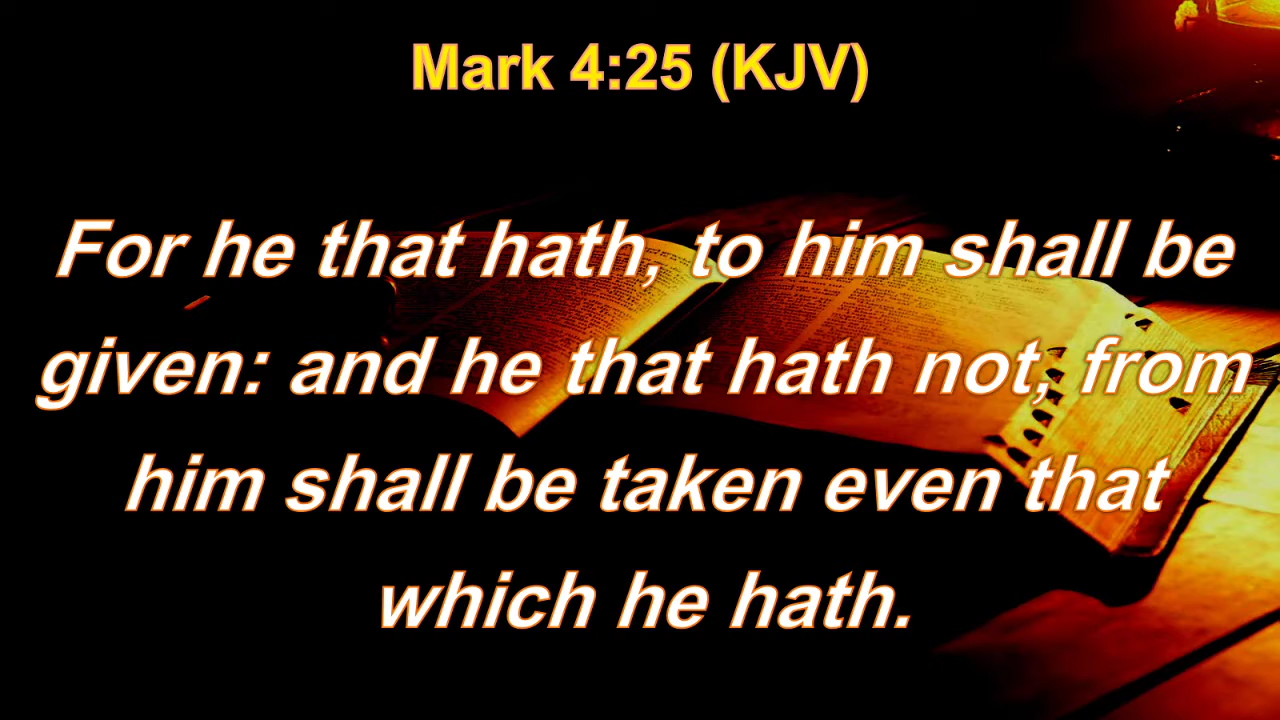 Mark 4:25 (KJV)
For he that hath, to him shall be
given: and he that hath not, from
him shall be taken even that
which he hath.